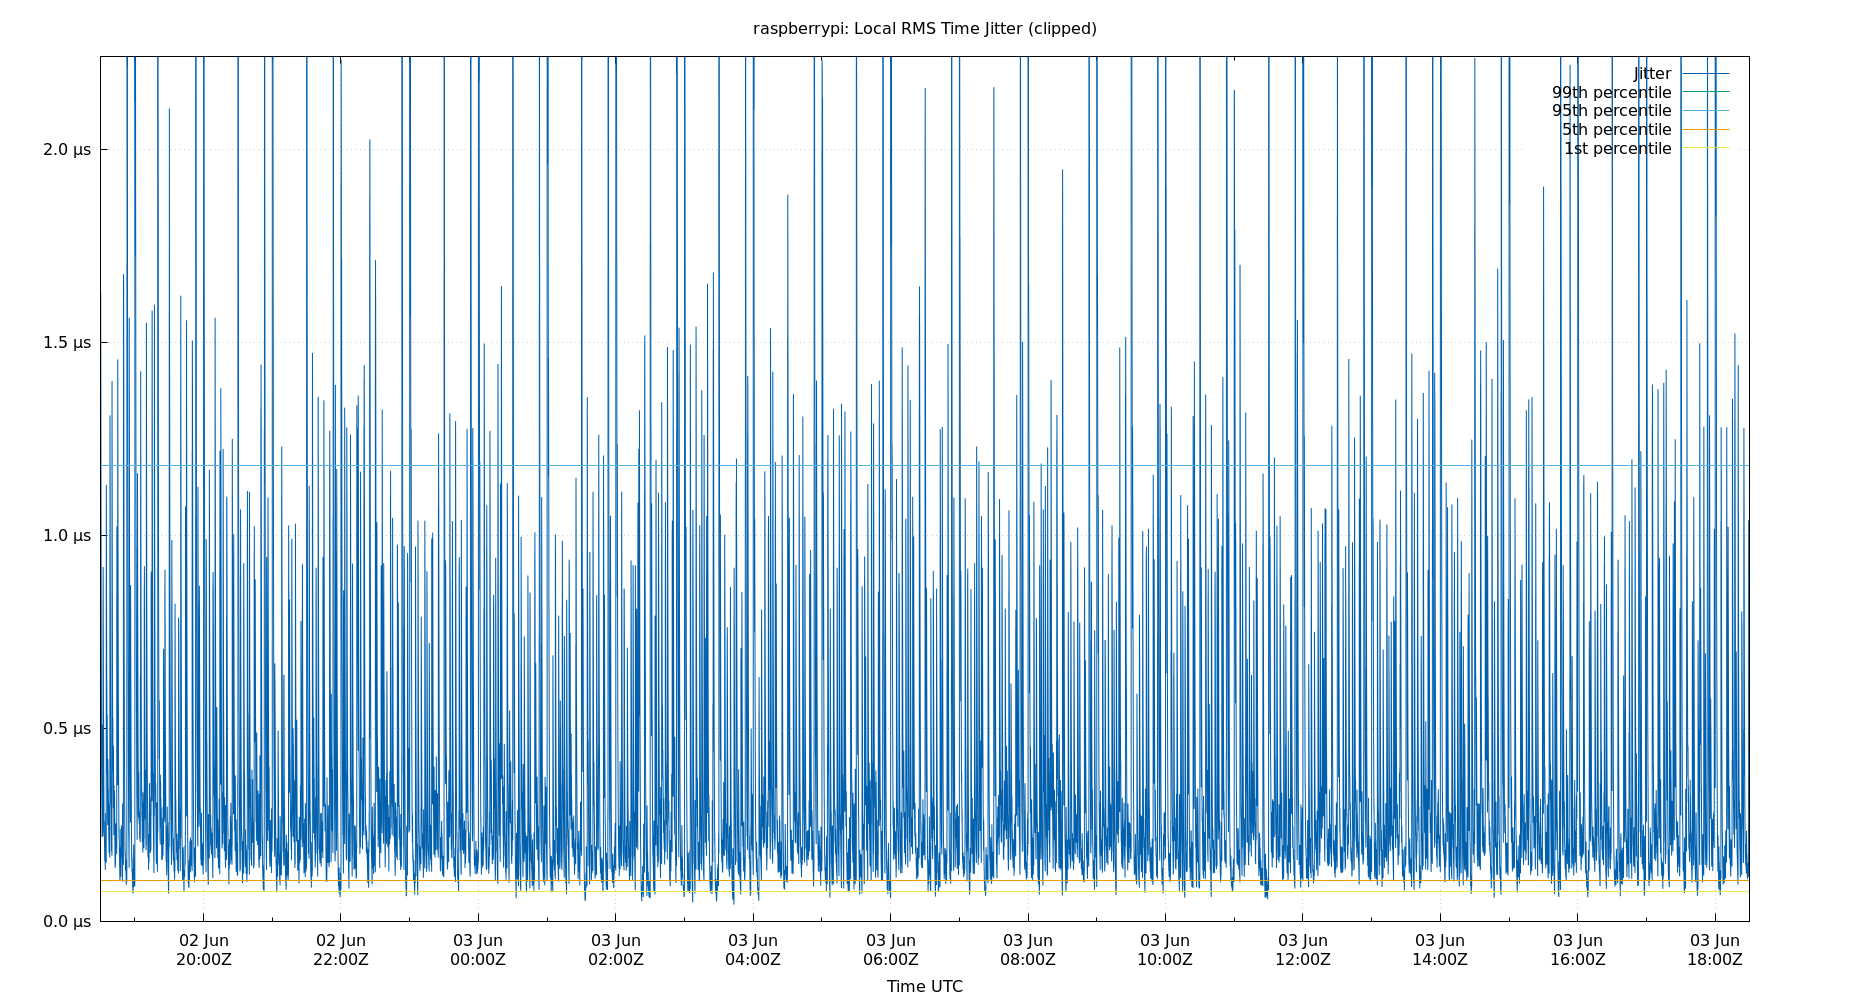 raspberrypi: Local RMS Time Jitter (clipped)
Jitter
99th percentile
95th percentile
5th percentile
1st percentile
2.0 µs
1.5 µs
1.0 µs
0.5 µs
0.0 µs
02 Jun 02 Jun 03 Jun 03 Jun 03 Jun 03 Jun 03 Jun 03 Jun 03 Jun 03 Jun 03 Jun 03 Jun
20:00Z 22:00Z 00:00Z 02:00Z 04:00Z 06:00Z 08:00Z 10:00Z 12:00Z 14:00Z 16:00Z 18:00Z
Time UTC